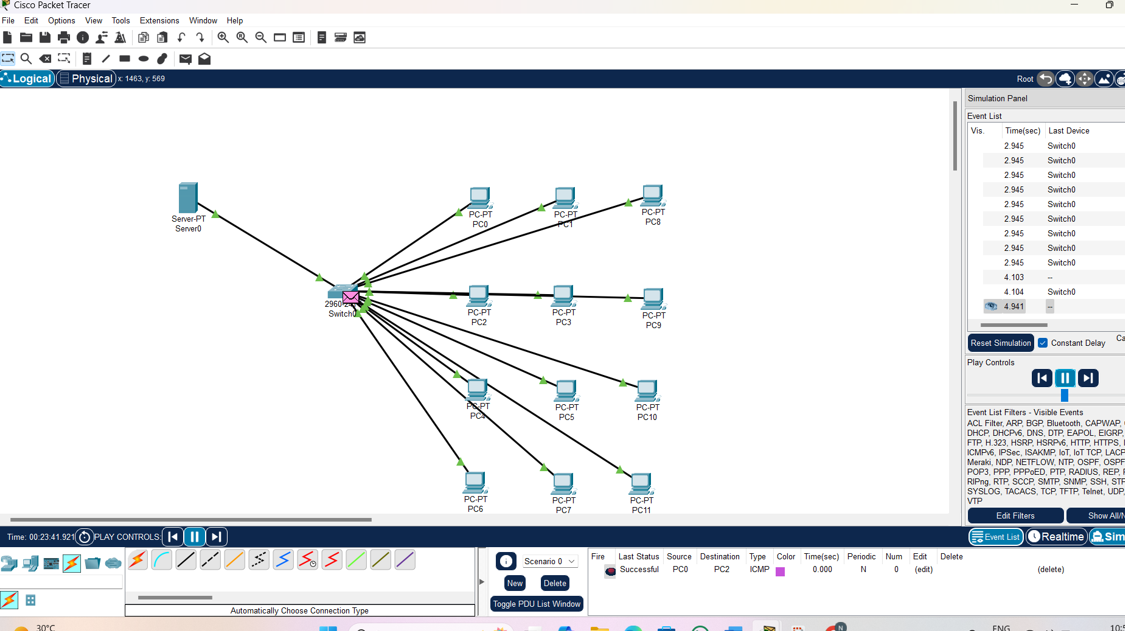 Cisco Packet Tracer
File Edit Options View Tools Extensions Window Help
Logical Physical x: 1463, y: 569 Root
Simulation Panel
Event List
Vis. Time(sec) Last Device
2.945 Switch0
2.945 Switch0
2.945 Switch0
2.945 Switch0
2.945 Switch0
2.945 Switch0
2.945 Switch0
2.945 Switch0
2.945 Switch0
4.103 --
4.104 Switch0
4.941 --
Server-PT
Server0
PC-PT
PC0
PC-PT
PC1
PC-PT
PC8
Switch0
PC-PT
PC2
PC-PT
PC3
PC-PT
PC9
PC-PT
PC4
PC-PT
PC5
PC-PT
PC10
PC-PT
PC6
PC-PT
PC7
PC-PT
PC11
Reset Simulation Constant Delay
Play Controls
Event List Filters - Visible Events
ACL Filter, ARP, BGP, Bluetooth, CAPWAP,
DHCP, DHCPv6, DNS, DTP, EAPOL, EIGRP,
FTP, H.323, HSRP, HSRPv6, HTTP, HTTPS,
ICMPv6, IPSec, ISAKMP, IoT, IoT TCP, LACP
Meraki, NDP, NETFLOW, NTP, OSPF, OSPF
POP3, PPP, PPPoED, PTP, RADIUS, REP,
RIPng, RTP, SCCP, SMTP, SNMP, SSH, STP
SYSLOG, TACACS, TCP, TFTP, Telnet, UDP,
VTP
Edit Filters Show All/N
Time: 00:23:41.921 PLAY CONTROLS: Event List Realtime Sim
Scenario 0
New Delete
Toggle PDU List Window
Fire Last Status Source Destination Type Color Time(sec) Periodic Num Edit Delete
Successful PC0 PC2 ICMP 0.000 N 0 (edit) (delete)
Automatically Choose Connection Type
30°C
ENG